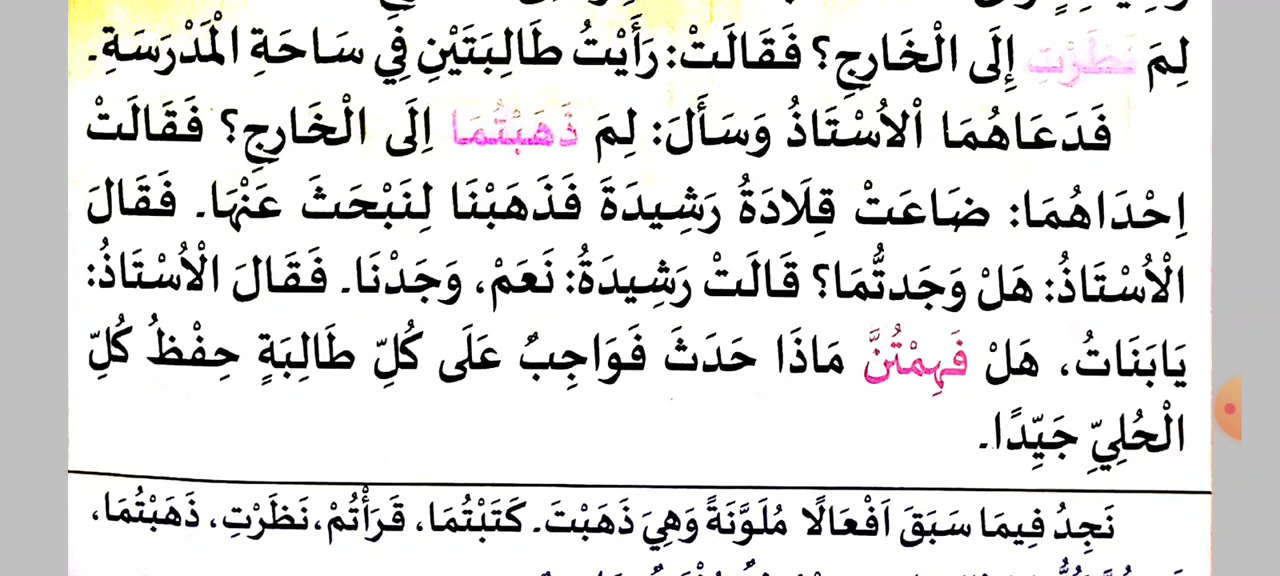 لِمَ نَظَرْتِ إِلَى الْخَارِجِ؟ فَقَالَتْ: رَأَيْتُ طَالِبَتَيْنِ فِي سَاحَةِ الْمَدْرَسَةِ۔
فَدَعَاهُمَا الْاُسْتَاذُ وَسَأَلَ: لِمَ ذَهَبْتُمَا اِلَى الْخَارِجِ؟ فَقَالَتْ
اِحْدَاهُمَا: ضَاعَتْ قِلَادَةُ رَشِيدَةَ فَذَهَبْنَا لِنَبْحَثَ عَنْهَا۔ فَقَالَ
الْاُسْتَاذُ: هَلْ وَجَدتُّمَا؟ قَالَتْ رَشِيدَةُ: نَعَمْ، وَجَدْنَا۔ فَقَالَ الْاُسْتَاذُ:
يَابَنَاتُ، هَلْ فَهِمْتُنَّ مَاذَا حَدَثَ فَوَاجِبٌ عَلَى كُلِّ طَالِبَةٍ حِفْظُ كُلِّ
الْحُلِيِّ جَيِّدًا۔
نَجِدُ فِيمَا سَبَقَ اَفْعَالًا مُلَوَّنَةً وَهِيَ ذَهَبْتَ۔ كَتَبْتُمَا، قَرَأْتُمْ، نَظَرْتِ، ذَهَبْتُمَا،